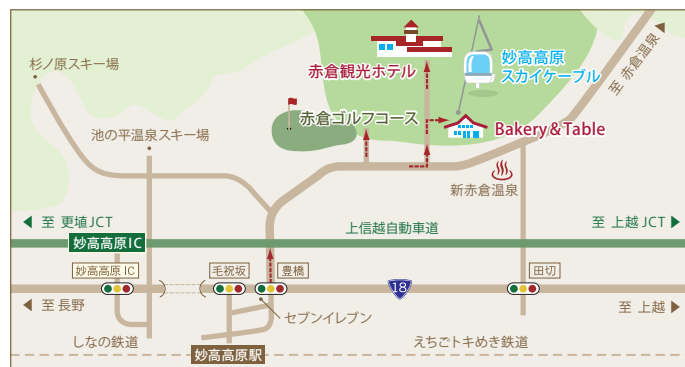 杉ノ原スキー場
池の平温泉スキー場
赤倉観光ホテル
妙高高原
スカイケーブル
至 赤倉温泉
赤倉ゴルフコース
Bakery & Table
新赤倉温泉
至 更埴JCT
上信越自動車道
至 上越JCT
妙高高原IC
妙高高原 IC
毛祝坂
豊橋
18
田切
至 長野
至 上越
セブンイレブン
しなの鉄道
妙高高原駅
えちごトキめき鉄道